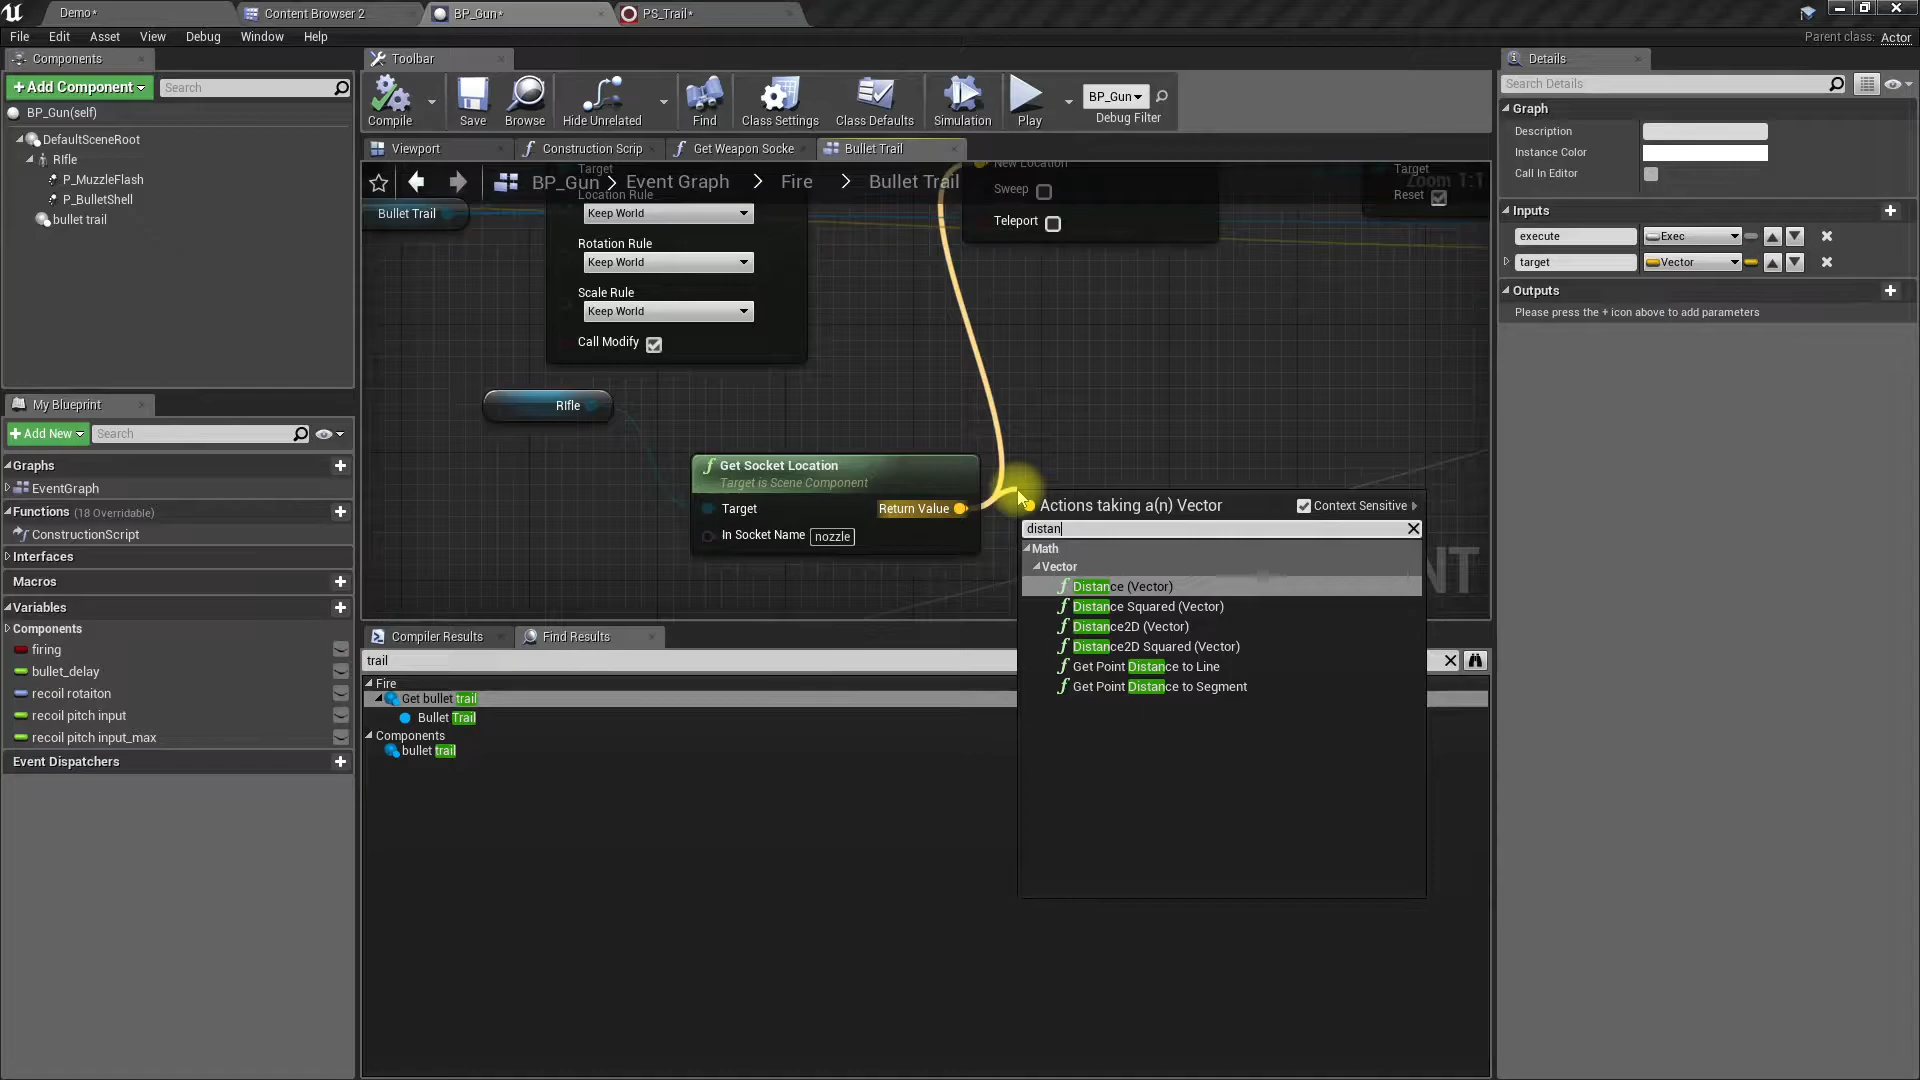 Demo*
Content Browser 2
BP_Gun*
PS_Trail*
File Edit Asset View Debug Window Help
Parent class: Actor
Components
Toolbar
Details
+Add Component
Search
Compile
Save
Browse
Hide Unrelated
Find
Class Settings
Class Defaults
Simulation
Play
BP_Gun
Debug Filter
Search Details
BP_Gun(self)
DefaultSceneRoot
RIfle
P_MuzzleFlash
P_BulletShell
bullet trail
Viewport
Construction Scrip
Get Weapon Socke
Bullet Trail
BP_Gun > Event Graph > Fire > Bullet Trail
Zoom 1:1
Target
Location Rule
Keep World
Rotation Rule
Keep World
Scale Rule
Keep World
Call Modify
Bullet Trail
New Location
Sweep
Teleport
Target
Reset
RIfle
Get Socket Location
Target is Scene Component
Target
Return Value
In Socket Name nozzle
Actions taking a(n) Vector
Context Sensitive
distan
Math
Vector
Distance (Vector)
Distance Squared (Vector)
Distance2D (Vector)
Distance2D Squared (Vector)
Get Point Distance to Line
Get Point Distance to Segment
NT
Graph
Description
Instance Color
Call In Editor
Inputs
execute Exec
target Vector
Outputs
Please press the + icon above to add parameters
My Blueprint
+Add New
Search
Graphs
EventGraph
Functions (18 Overridable)
ConstructionScript
Interfaces
Macros
Variables
Components
firing
bullet_delay
recoil rotaiton
recoil pitch input
recoil pitch input_max
Event Dispatchers
Compiler Results
Find Results
trail
Fire
Get bullet trail
Bullet Trail
Components
bullet trail